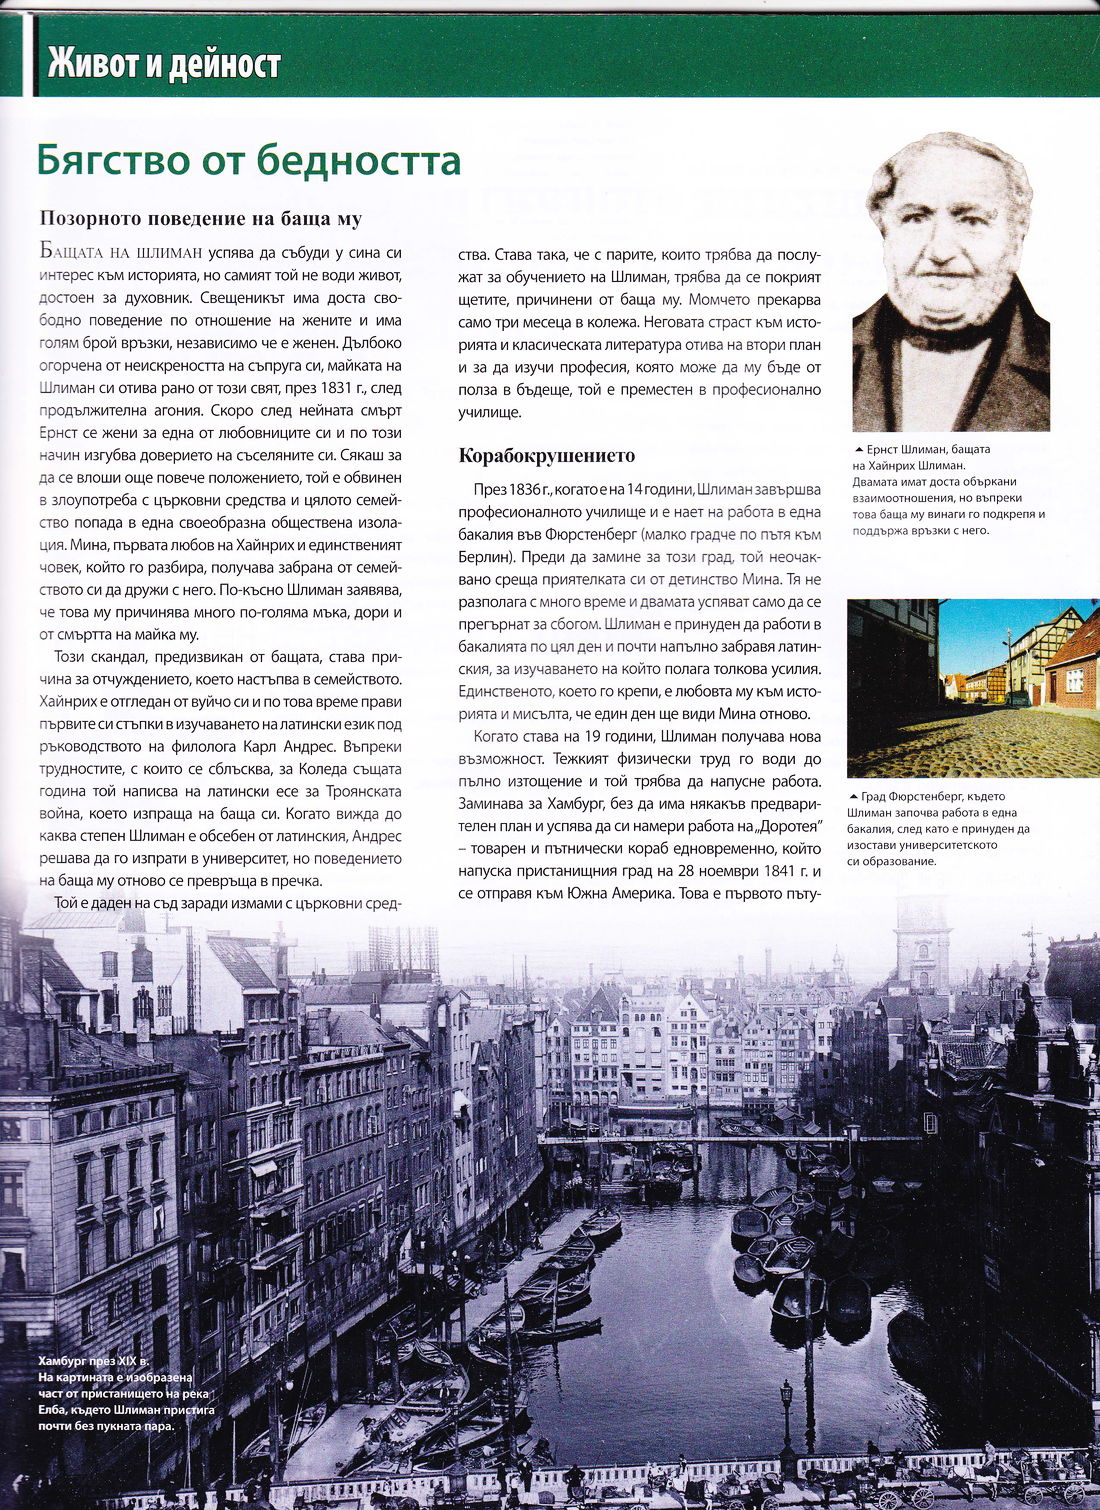 Живот и дейност
Бягство от бедността
Позорното поведение на баща му
БАЩАТА НА ШЛИМАН успява да събуди у сина си
интерес към историята, но самият той не води живот,
достоен за духовник. Свещеникът има доста сво-
бодно поведение по отношение на жените и има
голям брой връзки, независимо че е женен. Дълбоко
огорчена от неискреността на съпруга си, майката на
Шлиман си отива рано от този свят, през 1831 г., след
продължителна агония. Скоро след нейната смърт
Ернст се жени за една от любовниците си и по този
начин изгубва доверието на съселяните си. Сякаш за
да се влоши още повече положението, той е обвинен
в злоупотреба с църковни средства и цялото семей-
ство попада в една своеобразна обществена изола-
ция. Мина, първата любов на Хайнрих и единственият
човек, който го разбира, получава забрана от семей-
ството си да дружи с него. По-късно Шлиман заявява,
че това му причинява много по-голяма мъка, дори и
от смъртта на майка му.
Този скандал, предизвикан от бащата, става при-
чина за отчуждението, което настъпва в семейството.
Хайнрих е отгледан от вуйчо си и по това време прави
първите си стъпки в изучаването на латински език под
ръководството на филолога Карл Андрес. Въпреки
трудностите, с които се сблъсква, за Коледа същата
година той написва на латински есе за Троянската
война, което изпраща на баща си. Когато вижда до
каква степен Шлиман е обсебен от латинския, Андрес
решава да го изпрати в университет, но поведението
на баща му отново се превръща в пречка.
Той е даден на съд заради измами с църковни сред-
ства. Става така, че с парите, които трябва да послу-
жат за обучението на Шлиман, трябва да се покрият
щетите, причинени от баща му. Момчето прекарва
само три месеца в колежа. Неговата страст към исто-
рията и класическата литература отива на втори план
и за да изучи професия, която може да му бъде от
полза в бъдеще, той е преместен в професионално
училище.
Корабокрушението
През 1836 г., когато е на 14 години, Шлиман завършва
професионалното училище и е нает на работа в една
бакалия във Фюрстенберг (малко градче по пътя към
Берлин). Преди да замине за този град, той неочак-
вано среща приятелката си от детинство Мина. Тя не
разполага с много време и двамата успяват само да се
прегърнат за сбогом. Шлиман е принуден да работи в
бакалията по цял ден и почти напълно забравя латин-
ския, за изучаването на който полага толкова усилия.
Единственото, което го крепи, е любовта му към исто-
рията и мисълта, че един ден ще види Мина отново.
Когато става на 19 години, Шлиман получава нова
възможност. Тежкият физически труд го води до
пълно изтощение и той трябва да напусне работа.
Заминава за Хамбург, без да има някакъв предвари-
телен план и успява да си намери работа на „Доротея”
– товарен и пътнически кораб едновременно, който
напуска пристанищния град на 28 ноември 1841 г. и
се отправя към Южна Америка. Това е първото пъту-
Ернст Шлиман, бащата
на Хайнрих Шлиман.
Двамата имат доста объркани
взаимоотношения, но въпреки
това баща му винаги го подкрепя и
поддържа връзки с него.
Град Фюрстенберг, където
Шлиман започва работа в една
бакалия, след като е принуден да
изостави университетското
си образование.
Хамбург през XIX в.
На картината е изобразена
част от пристанището на река
Елба, където Шлиман пристига
почти без пукната пара.